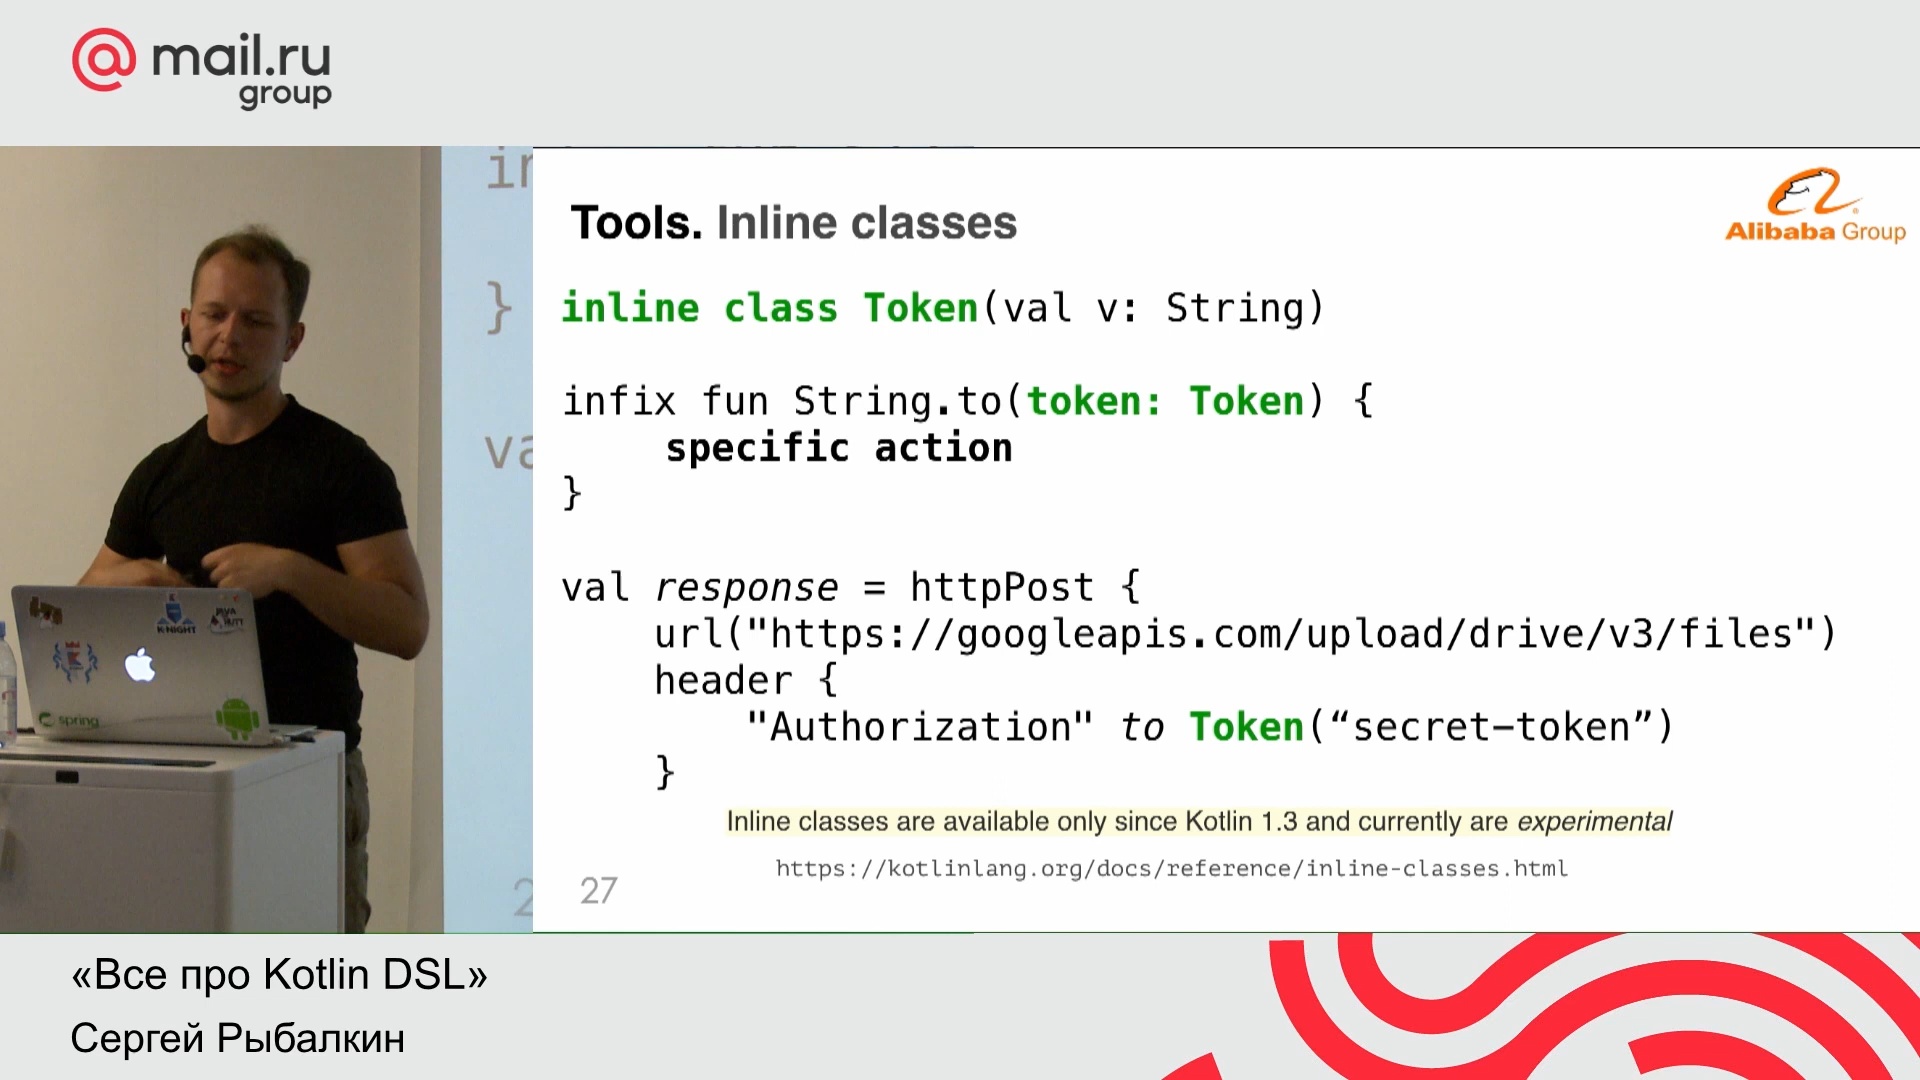 mail.ru
group
Alibaba Group
Tools. Inline classes
inline class Token(val v: String)
infix fun String.to(token: Token) {
specific action
}
val response = httpPost {
url("https://googleapis.com/upload/drive/v3/files")
header {
"Authorization" to Token(“secret-token”)
}
Inline classes are available only since Kotlin 1.3 and currently are experimental
https://kotlinlang.org/docs/reference/inline-classes.html
27
}
K-NIGHT
spring
«Все про Kotlin DSL»
Сергей Рыбалкин